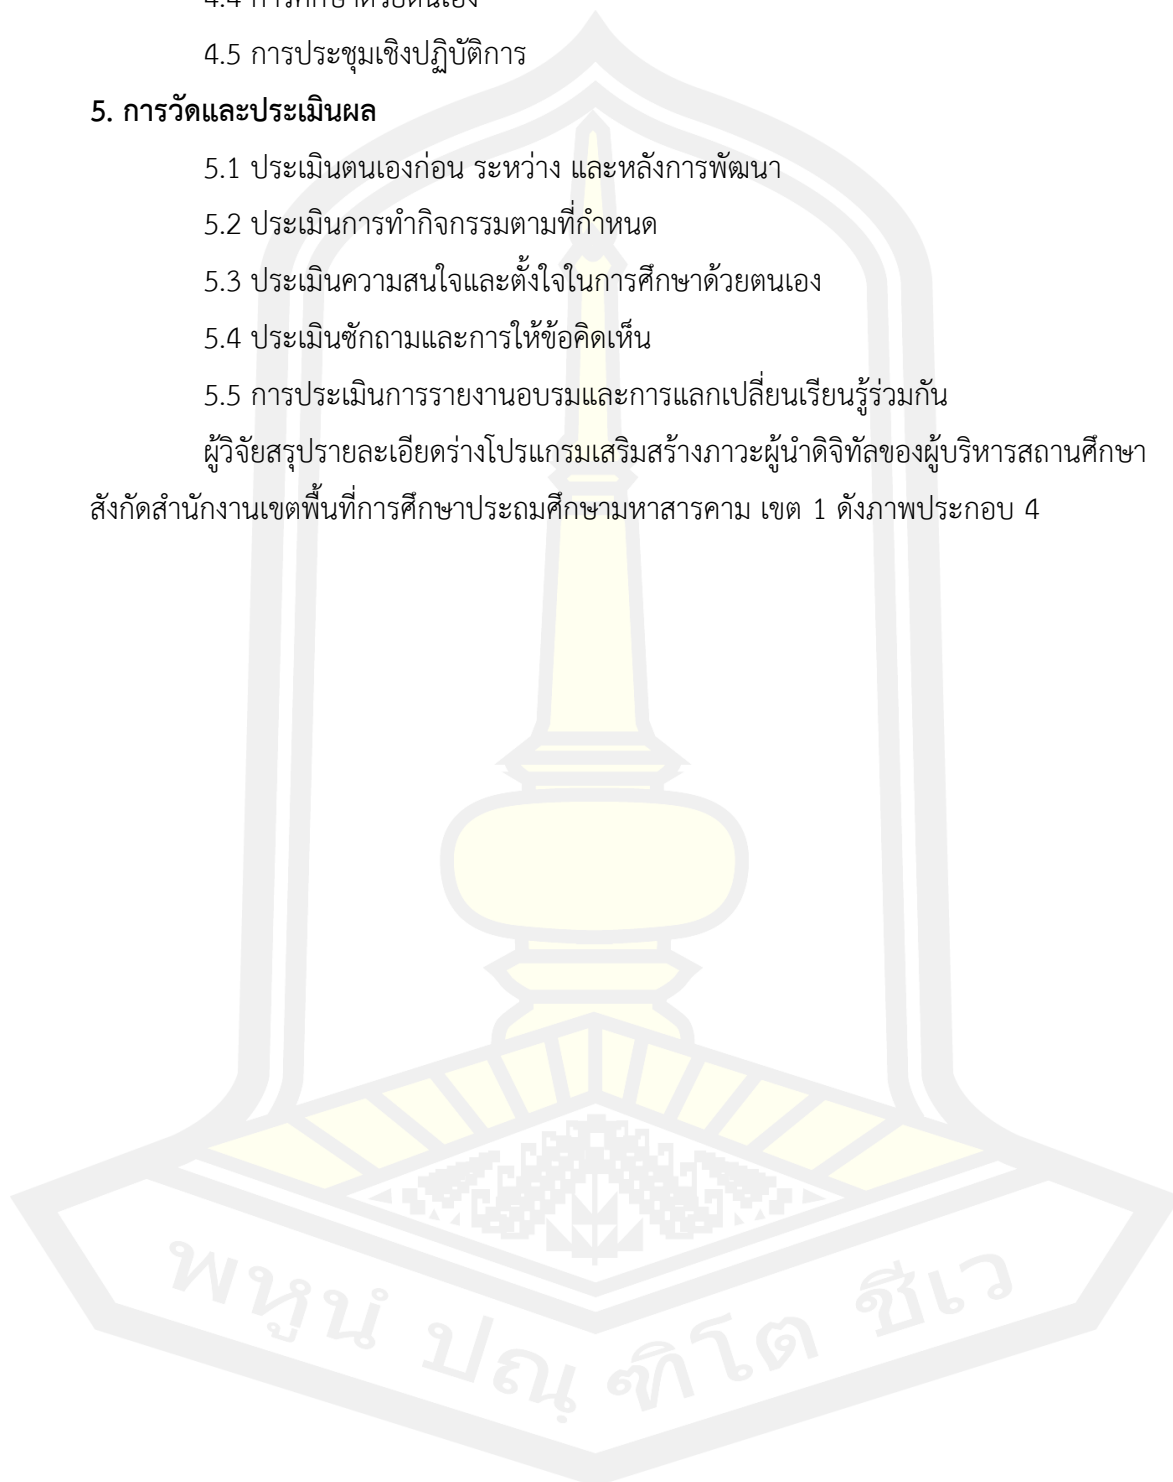 4.4 การศึกษาด้วยตนเอง
4.5 การประชุมเชิงปฏิบัติการ
5. การวัดและประเมินผล
5.1 ประเมินตนเองก่อน ระหว่าง และหลังการพัฒนา
5.2 ประเมินการทำกิจกรรมตามที่กำหนด
5.3 ประเมินความสนใจและตั้งใจในการศึกษาด้วยตนเอง
5.4 ประเมินซักถามและการให้ข้อคิดเห็น
5.5 การประเมินการรายงานอบรมและการแลกเปลี่ยนเรียนรู้ร่วมกัน
ผู้วิจัยสรุปรายละเอียดร่างโปรแกรมเสริมสร้างภาวะผู้นำดิจิทัลของผู้บริหารสถานศึกษา
สังกัดสำนักงานเขตพื้นที่การศึกษาประถมศึกษามหาสารคาม เขต 1 ดังภาพประกอบ 4
พหูนํ ปณฺฑิโต ชีเว